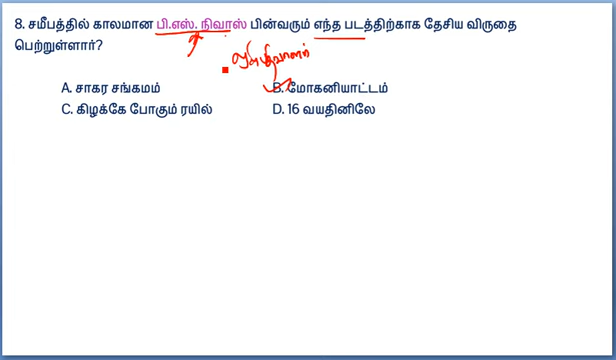 8. சமீபத்தில் காலமான பி.எஸ். நிவாஸ் பின்வரும் எந்த படத்திற்காக தேசிய விருதை
பெற்றுள்ளார்?
A. சாகர சங்கமம் B. மோகனியாட்டம்
C. கிழக்கே போகும் ரயில் D. 16 வயதினிலே